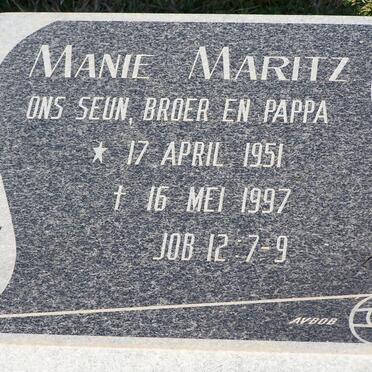 MANIE MARITZ
ONS SEUN, BROER EN PAPPA
★ 17 APRIL 1951
† 16 MEI 1997
JOB 12:7-9
AVBOB